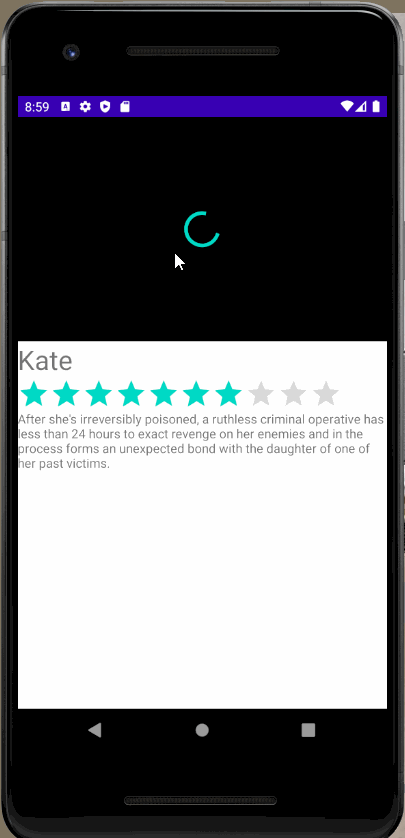 8:59
Kate
After she's irreversibly poisoned, a ruthless criminal operative has
less than 24 hours to exact revenge on her enemies and in the
process forms an unexpected bond with the daughter of one of
her past victims.